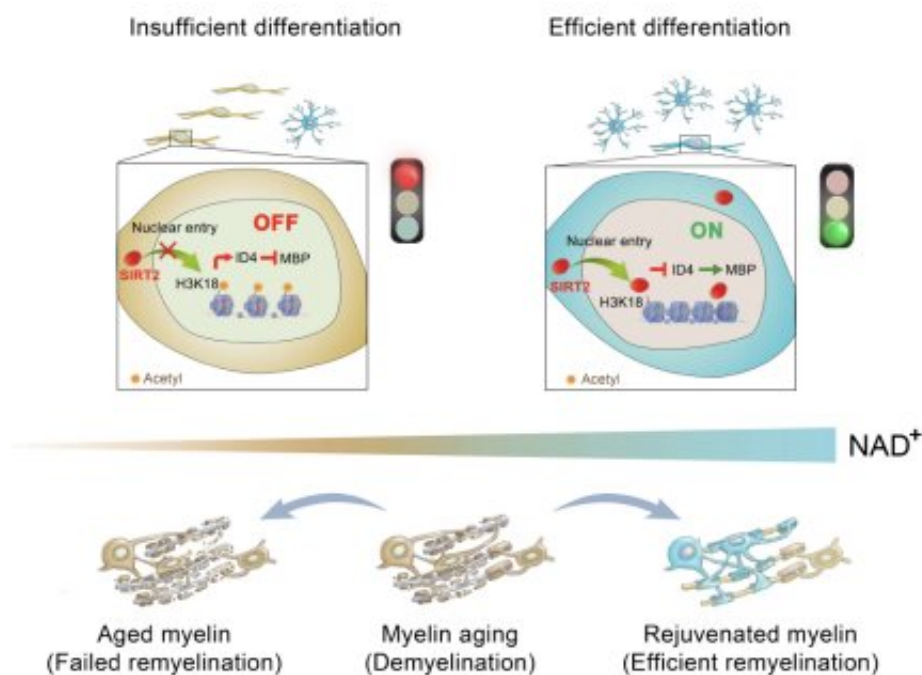 Insufficient differentiation
Efficient differentiation
OFF
Nuclear entry
SIRT2
ID4
MBP
H3K18
Acetyl
ON
Nuclear entry
SIRT2
ID4
MBP
H3K18
Acetyl
NAD+
Aged myelin
(Failed remyelination)
Myelin aging
(Demyelination)
Rejuvenated myelin
(Efficient remyelination)